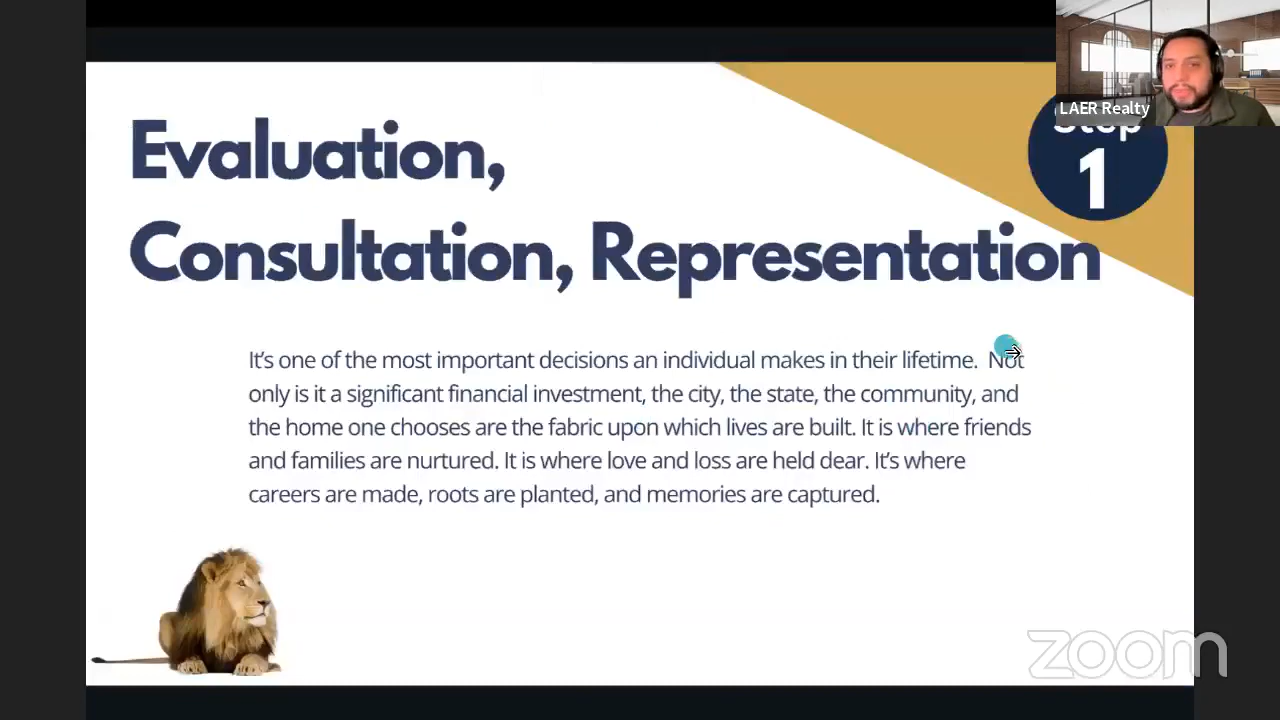 LAER Realty
Step
1
Evaluation,
Consultation, Representation
It's one of the most important decisions an individual makes in their lifetime. Not
only is it a significant financial investment, the city, the state, the community, and
the home one chooses are the fabric upon which lives are built. It is where friends
and families are nurtured. It is where love and loss are held dear. It's where
careers are made, roots are planted, and memories are captured.
zoom